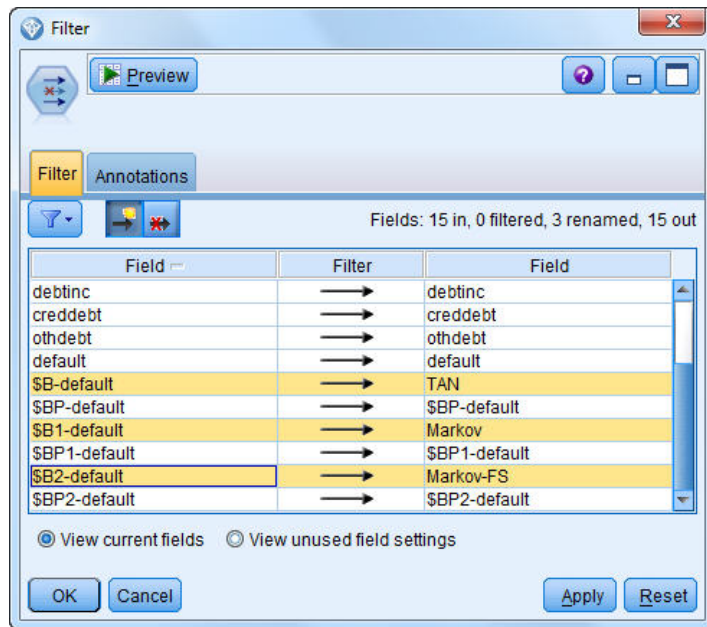 Filter
Preview
Filter Annotations
Fields: 15 in, 0 filtered, 3 renamed, 15 out
Field Filter Field
debtinc debtinc
creddebt creddebt
othdebt othdebt
default default
$B-default TAN
$BP-default $BP-default
$B1-default Markov
$BP1-default $BP1-default
$B2-default Markov-FS
$BP2-default $BP2-default
View current fields View unused field settings
OK Cancel Apply Reset